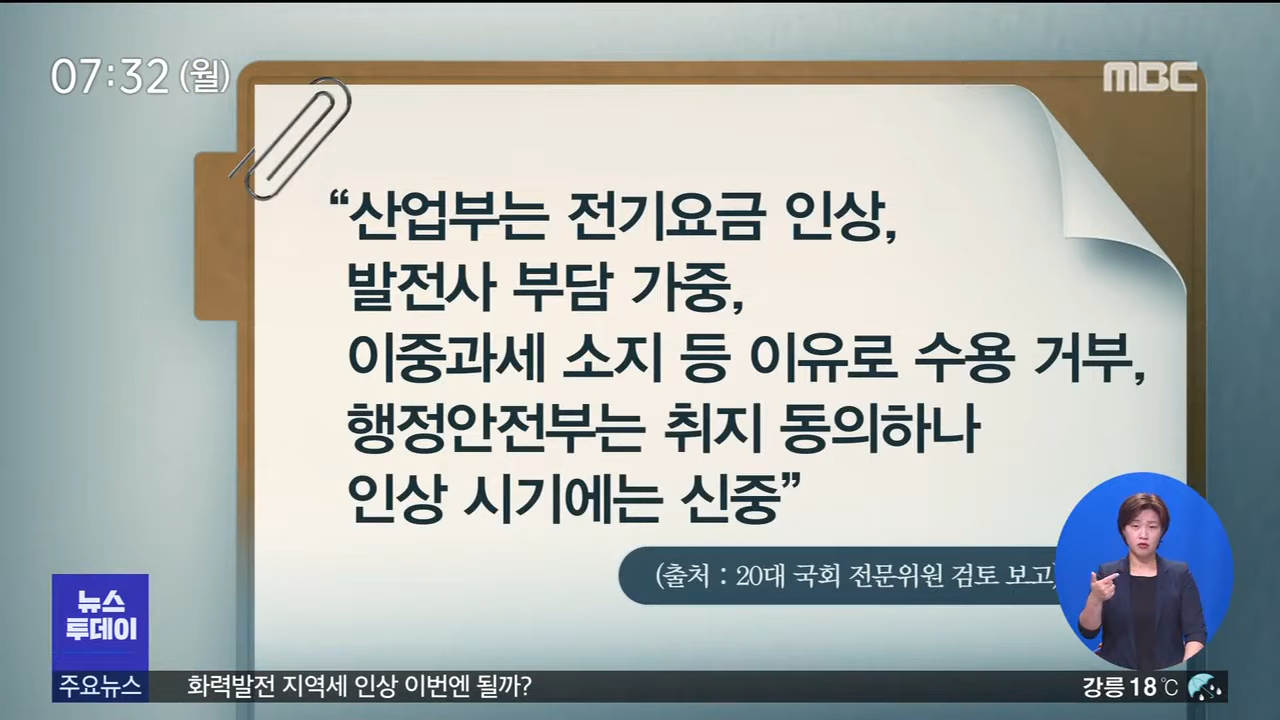 07:32 (월)
MBC
“산업부는 전기요금 인상,
발전사 부담 가중,
이중과세 소지 등 이유로 수용 거부,
행정안전부는 취지 동의하나
인상 시기에는 신중”
(출처 : 20대 국회 전문위원 검토 보고)
뉴스
투데이
주요뉴스 화력발전 지역세 인상 이번엔 될까? 강릉 18℃